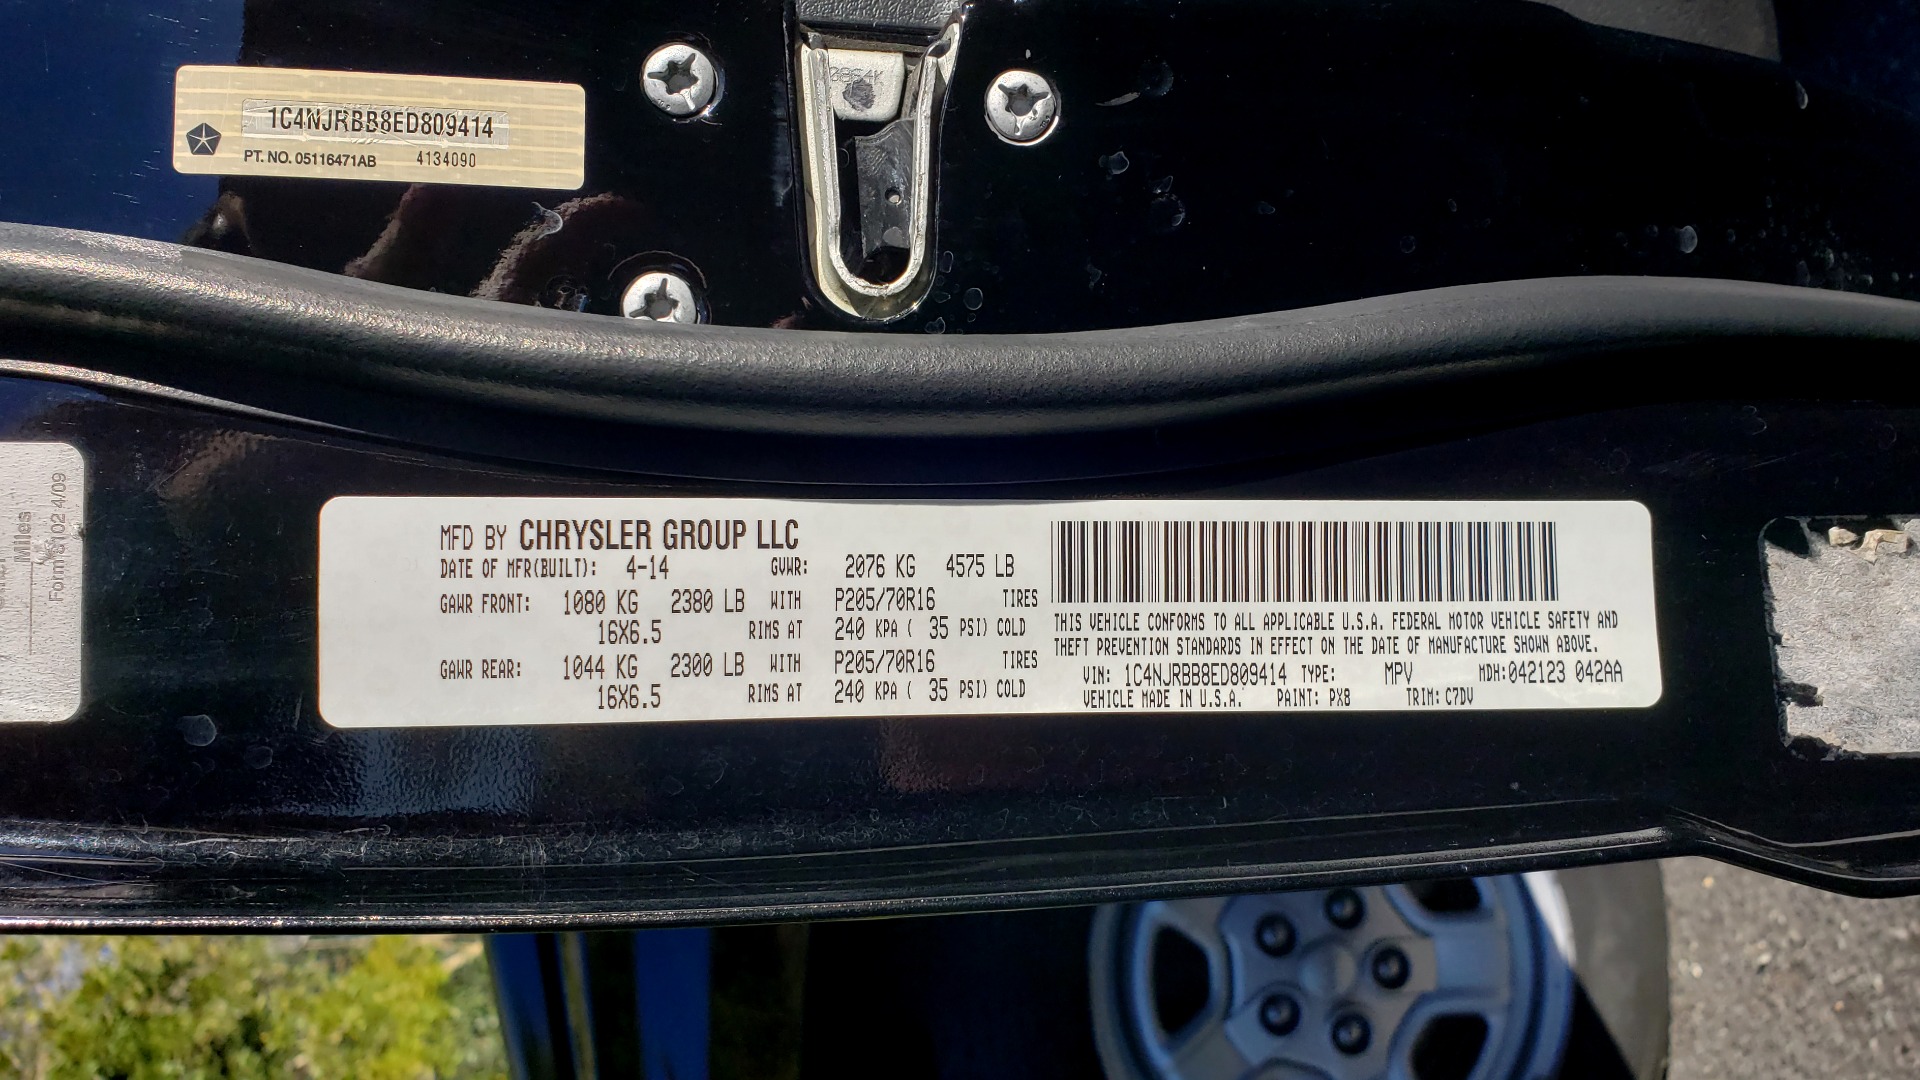 0864K
1C4NJRBB8ED809414
PT. NO. 05116471AB 4134090
Miles
Form 8102 4/09
MFD BY CHRYSLER GROUP LLC
DATE OF MFR(BUILT): 4-14 GVWR: 2076 KG 4575 LB
GAWR FRONT: 1080 KG 2380 LB WITH P205/70R16 TIRES
16X6.5 RIMS AT 240 KPA ( 35 PSI) COLD
GAWR REAR: 1044 KG 2300 LB WITH P205/70R16 TIRES
16X6.5 RIMS AT 240 KPA ( 35 PSI) COLD
THIS VEHICLE CONFORMS TO ALL APPLICABLE U.S.A. FEDERAL MOTOR VEHICLE SAFETY AND
THEFT PREVENTION STANDARDS IN EFFECT ON THE DATE OF MANUFACTURE SHOWN ABOVE.
VIN: 1C4NJRBB8ED809414 TYPE: MPV MDH:042123 042AA
VEHICLE MADE IN U.S.A. PAINT: PX8 TRIM: C7DV